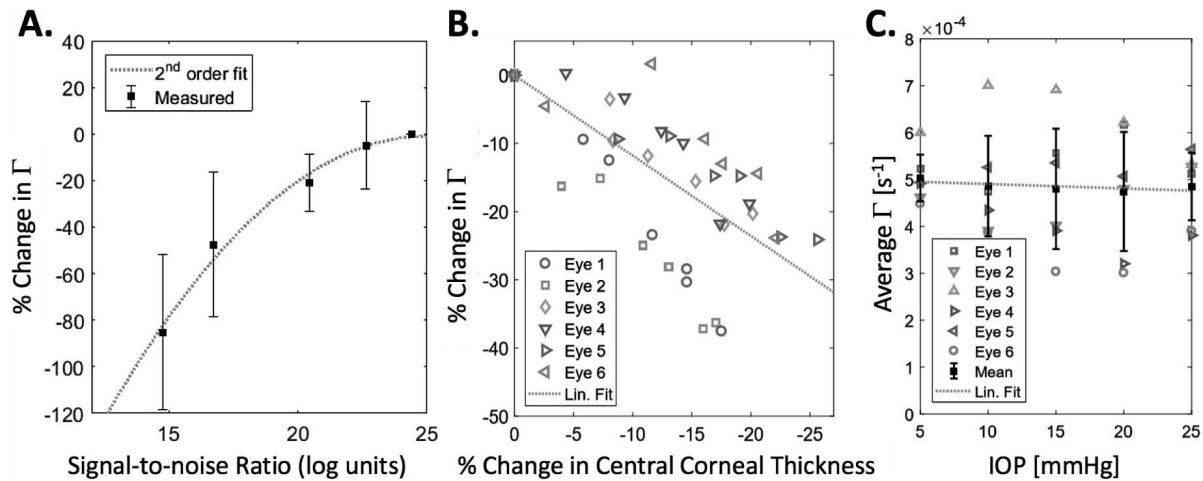 A.
40
20
0
-20
-40
-60
-80
-100
-120
% Change in Γ
2nd order fit
Measured
15
20
25
Signal-to-noise Ratio (log units)
B.
0
-10
-20
-30
-40
-50
% Change in Γ
Eye 1
Eye 2
Eye 3
Eye 4
Eye 5
Eye 6
Lin. Fit
0
-5
-10
-15
-20
-25
% Change in Central Corneal Thickness
C.
×10-4
8
7
6
5
4
3
2
1
0
Average Γ [s-1]
Eye 1
Eye 2
Eye 3
Eye 4
Eye 5
Eye 6
Mean
Lin. Fit
5
10
15
20
25
IOP [mmHg]